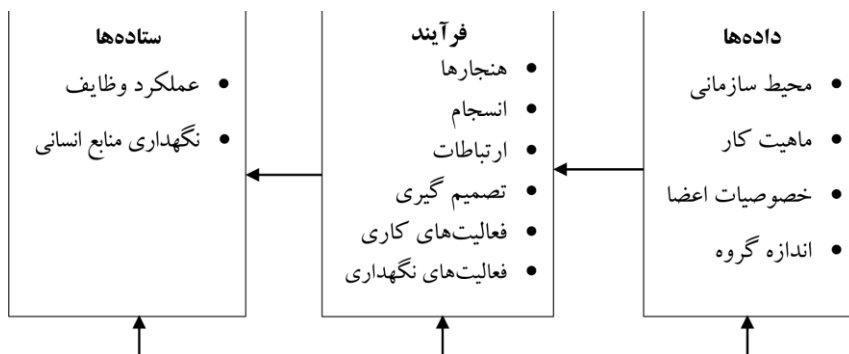 داده‌ها
محیط سازمانی
ماهیت کار
خصوصیات اعضا
اندازه گروه
فرآیند
هنجارها
انسجام
ارتباطات
تصمیم گیری
فعالیت‌های کاری
فعالیت‌های نگهداری
ستاده‌ها
عملکرد وظایف
نگهداری منابع انسانی